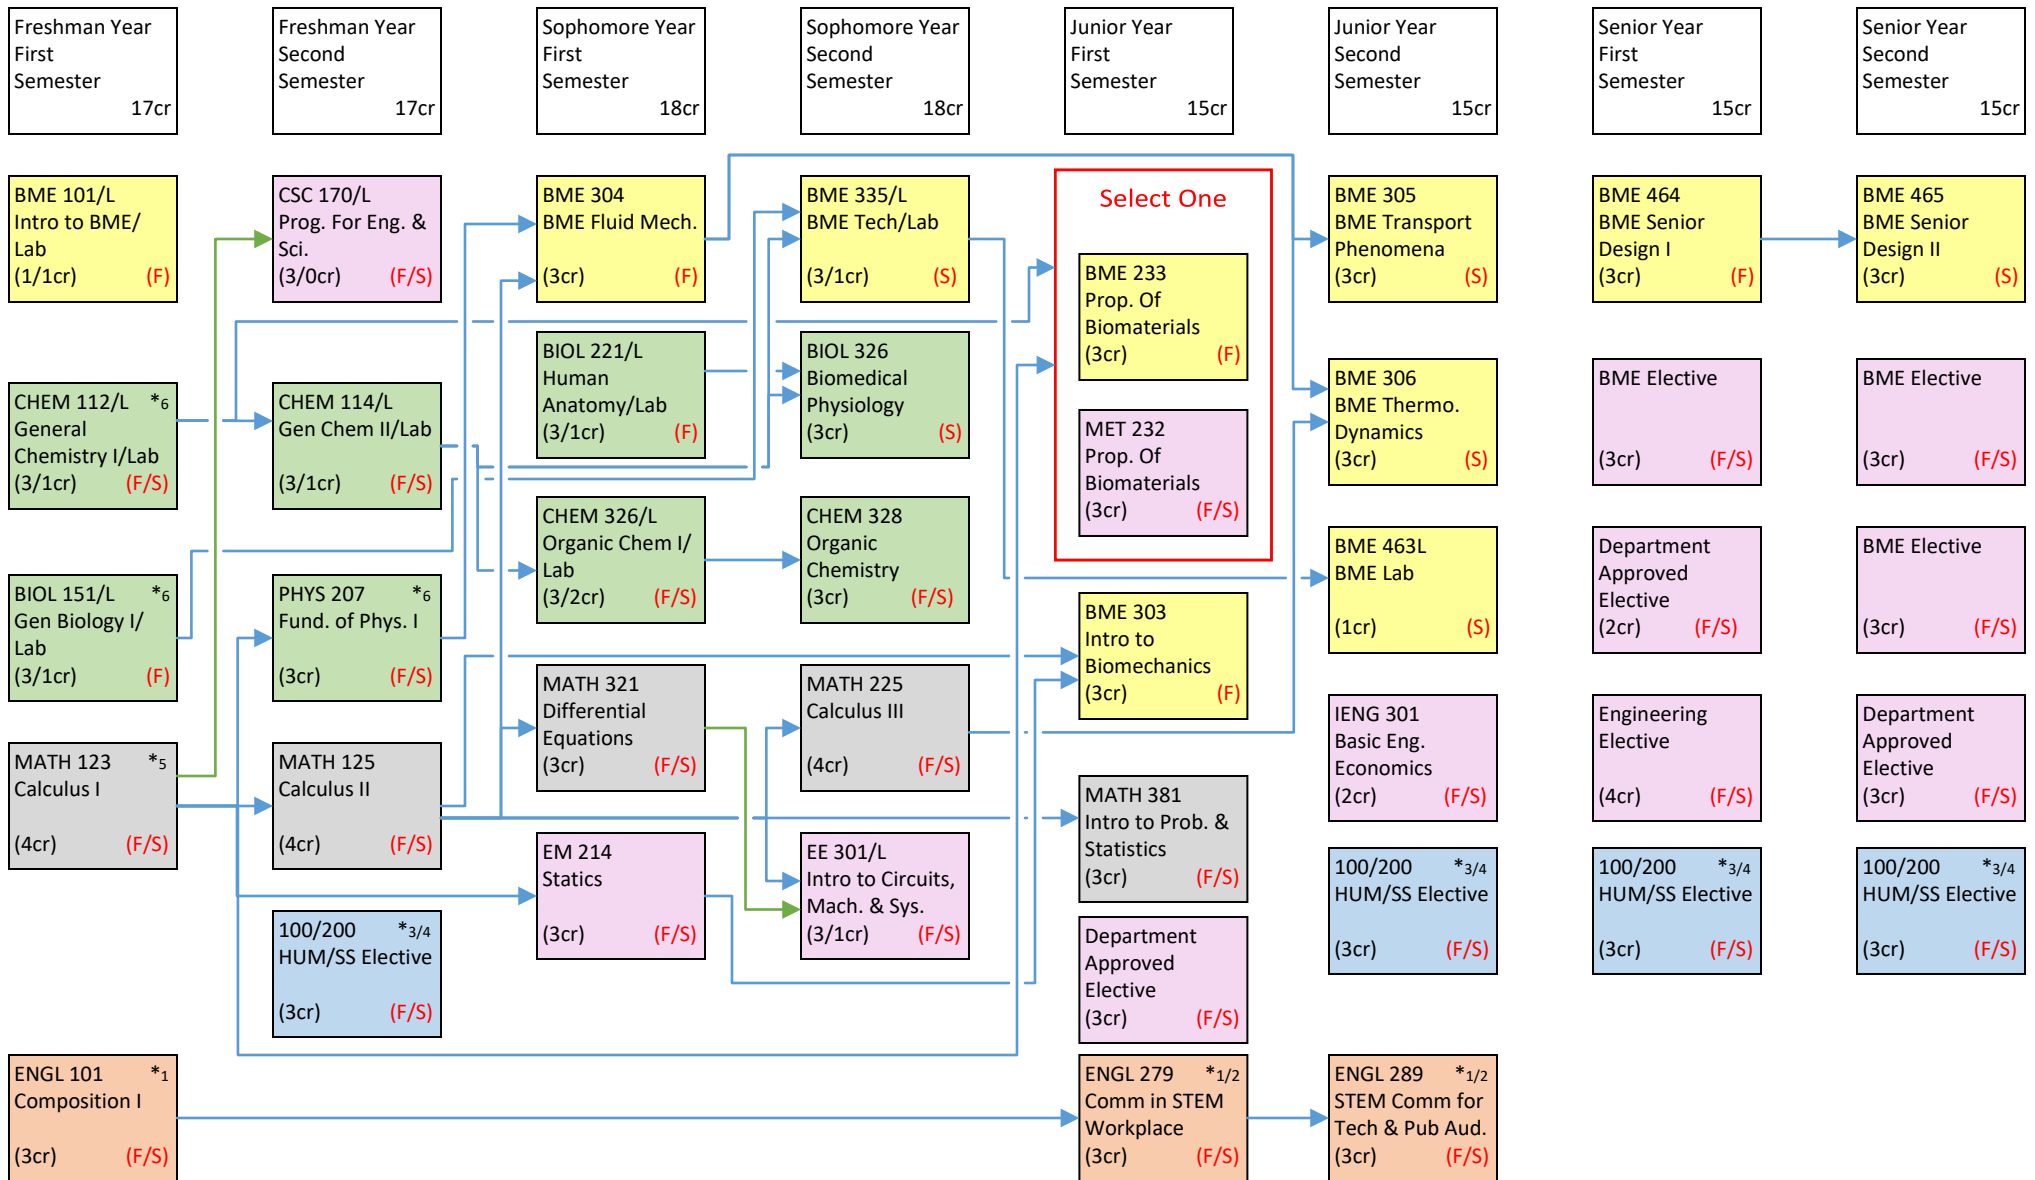 Freshman Year
First
Semester
17cr
Freshman Year
Second
Semester
17cr
Sophomore Year
First
Semester
18cr
Sophomore Year
Second
Semester
18cr
Junior Year
First
Semester
15cr
Junior Year
Second
Semester
15cr
Senior Year
First
Semester
15cr
Senior Year
Second
Semester
15cr
BME 101/L
Intro to BME/
Lab
(1/1cr) (F)
CHEM 112/L *6
General
Chemistry I/Lab
(3/1cr) (F/S)
BIOL 151/L *6
Gen Biology I/
Lab
(3/1cr) (F)
MATH 123 *5
Calculus I
(4cr) (F/S)
ENGL 101 *1
Composition I
(3cr) (F/S)
CSC 170/L
Prog. For Eng. &
Sci.
(3/0cr) (F/S)
CHEM 114/L
Gen Chem II/Lab
(3/1cr) (F/S)
PHYS 207 *6
Fund. of Phys. I
(3cr) (F/S)
MATH 125
Calculus II
(4cr) (F/S)
100/200 *3/4
HUM/SS Elective
(3cr) (F/S)
BME 304
BME Fluid Mech.
(3cr) (F)
BIOL 221/L
Human
Anatomy/Lab
(3/1cr) (F)
CHEM 326/L
Organic Chem I/
Lab
(3/2cr) (F/S)
MATH 321
Differential
Equations
(3cr) (F/S)
EM 214
Statics
(3cr) (F/S)
BME 335/L
BME Tech/Lab
(3/1cr) (S)
BIOL 326
Biomedical
Physiology
(3cr) (S)
CHEM 328
Organic
Chemistry
(3cr) (F/S)
MATH 225
Calculus III
(4cr) (F/S)
EE 301/L
Intro to Circuits,
Mach. & Sys.
(3/1cr) (F/S)
Select One
BME 233
Prop. Of
Biomaterials
(3cr) (F)
MET 232
Prop. Of
Biomaterials
(3cr) (F/S)
BME 303
Intro to
Biomechanics
(3cr) (F)
MATH 381
Intro to Prob. &
Statistics
(3cr) (F/S)
Department
Approved
Elective
(3cr) (F/S)
ENGL 279 *1/2
Comm in STEM
Workplace
(3cr) (F/S)
BME 305
BME Transport
Phenomena
(3cr) (S)
BME 306
BME Thermo.
Dynamics
(3cr) (S)
BME 463L
BME Lab
(1cr) (S)
IENG 301
Basic Eng.
Economics
(2cr) (F/S)
100/200 *3/4
HUM/SS Elective
(3cr) (F/S)
ENGL 289 *1/2
STEM Comm for
Tech & Pub Aud.
(3cr) (F/S)
BME 464
BME Senior
Design I
(3cr) (F)
BME Elective
(3cr) (F/S)
Department
Approved
Elective
(2cr) (F/S)
Engineering
Elective
(4cr) (F/S)
100/200 *3/4
HUM/SS Elective
(3cr) (F/S)
BME 465
BME Senior
Design II
(3cr) (S)
BME Elective
(3cr) (F/S)
BME Elective
(3cr) (F/S)
Department
Approved
Elective
(3cr) (F/S)
100/200 *3/4
HUM/SS Elective
(3cr) (F/S)